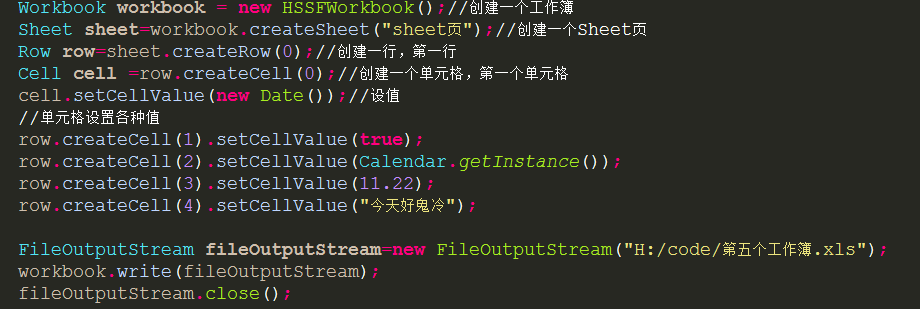 Workbook workbook = new HSSFWorkbook();//创建一个工作簿
Sheet sheet=workbook.createSheet("sheet页");//创建一个Sheet页
Row row=sheet.createRow(0);//创建一行，第一行
Cell cell =row.createCell(0);//创建一个单元格，第一个单元格
cell.setCellValue(new Date());//设值
//单元格设置各种值
row.createCell(1).setCellValue(true);
row.createCell(2).setCellValue(Calendar.getInstance());
row.createCell(3).setCellValue(11.22);
row.createCell(4).setCellValue("今天好鬼冷");
FileOutputStream fileOutputStream=new FileOutputStream("H:/code/第五个工作簿.xls");
workbook.write(fileOutputStream);
fileOutputStream.close();